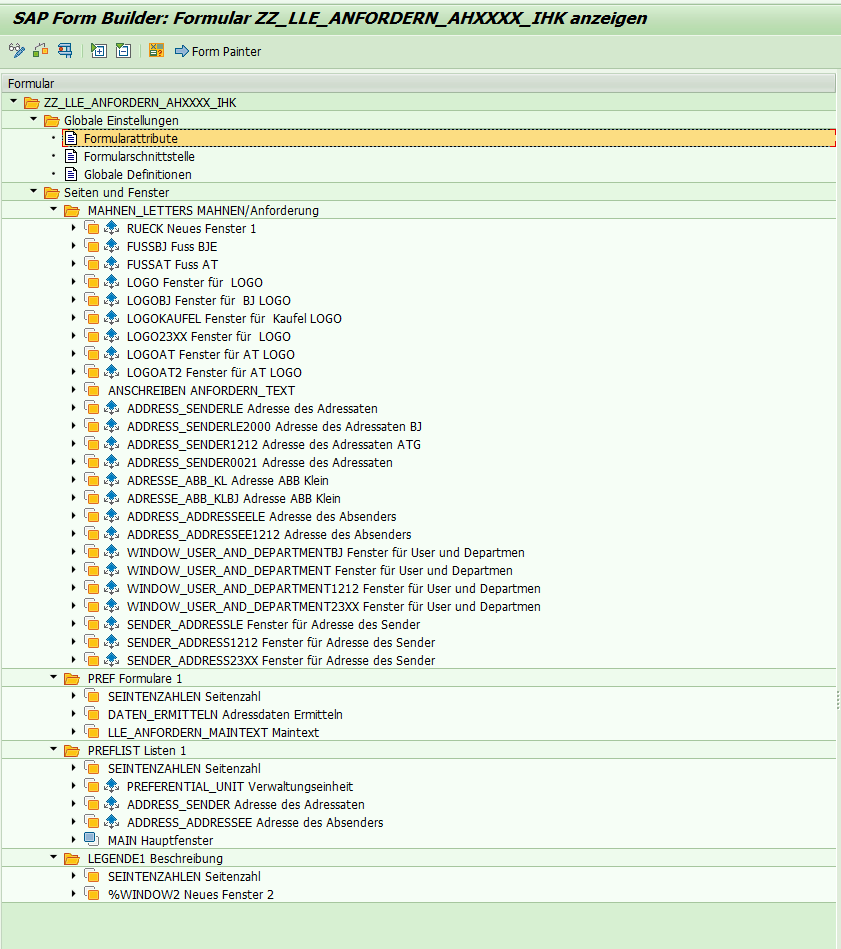 SAP Form Builder: Formular ZZ_LLE_ANFORDERN_AHXXXX_IHK anzeigen
Form Painter
Formular
ZZ_LLE_ANFORDERN_AHXXXX_IHK
Globale Einstellungen
Formularattribute
Formularschnittstelle
Globale Definitionen
Seiten und Fenster
MAHNEN_LETTERS MAHNEN/Anforderung
RUECK Neues Fenster 1
FUSSBJ Fuss BJE
FUSSAT Fuss AT
LOGO Fenster für LOGO
LOGOBJ Fenster für BJ LOGO
LOGOKAUFEL Fenster für Kaufel LOGO
LOGO23XX Fenster für LOGO
LOGOAT Fenster für AT LOGO
LOGOAT2 Fenster für AT LOGO
ANSCHREIBEN ANFORDERN_TEXT
ADDRESS_SENDERLE Adresse des Adressaten
ADDRESS_SENDERLE2000 Adresse des Adressaten BJ
ADDRESS_SENDER1212 Adresse des Adressaten ATG
ADDRESS_SENDER0021 Adresse des Adressaten
ADRESSE_ABB_KL Adresse ABB Klein
ADRESSE_ABB_KLBJ Adresse ABB Klein
ADDRESS_ADDRESSEELE Adresse des Absenders
ADDRESS_ADDRESSEE1212 Adresse des Absenders
WINDOW_USER_AND_DEPARTMENTBJ Fenster für User und Departmen
WINDOW_USER_AND_DEPARTMENT Fenster für User und Departmen
WINDOW_USER_AND_DEPARTMENT1212 Fenster für User und Departmen
WINDOW_USER_AND_DEPARTMENT23XX Fenster für User und Departmen
SENDER_ADDRESSLE Fenster für Adresse des Sender
SENDER_ADDRESS1212 Fenster für Adresse des Sender
SENDER_ADDRESS23XX Fenster für Adresse des Sender
PREF Formulare 1
SEINTENZAHLEN Seitenzahl
DATEN_ERMITTELN Adressdaten Ermitteln
LLE_ANFORDERN_MAINTEXT Maintext
PREFLIST Listen 1
SEINTENZAHLEN Seitenzahl
PREFERENTIAL_UNIT Verwaltungseinheit
ADDRESS_SENDER Adresse des Adressaten
ADDRESS_ADDRESSEE Adresse des Absenders
MAIN Hauptfenster
LEGENDE1 Beschreibung
SEINTENZAHLEN Seitenzahl
%WINDOW2 Neues Fenster 2